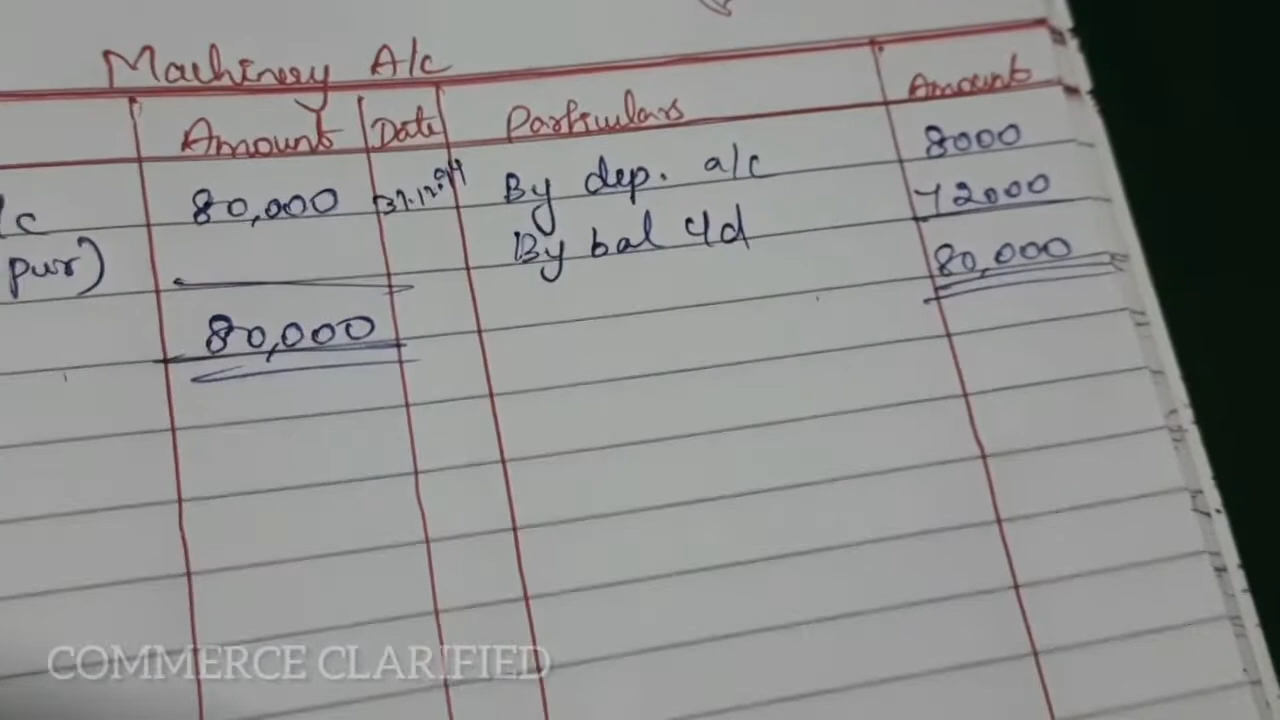 Machinery A/c
Amount Date Particulars Amount
80,000 By dep. a/c 8000
pur) By bal c/d 72000
80,000
80,000
COMMERCE CLARIFIED